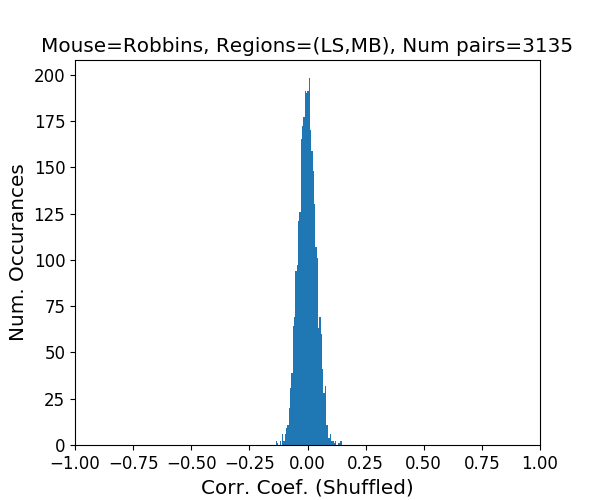 Mouse=Robbins, Regions=(LS,MB), Num pairs=3135
200
175
150
125
100
75
50
25
0
Num. Occurances
−1.00 −0.75 −0.50 −0.25 0.00 0.25 0.50 0.75 1.00
Corr. Coef. (Shuffled)